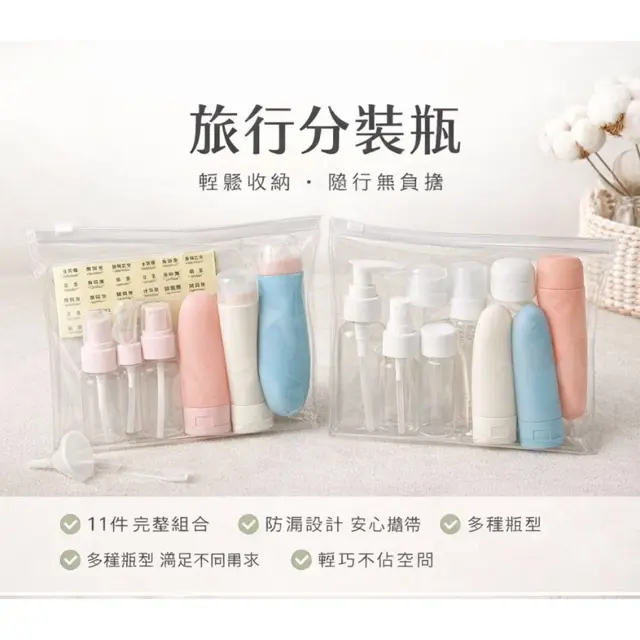 旅行分裝瓶
輕鬆收納・隨行無負擔
11件 完整組合 防漏設計 安心攜帶 多種瓶型
多種瓶型 滿足不同需求 輕巧不佔空間